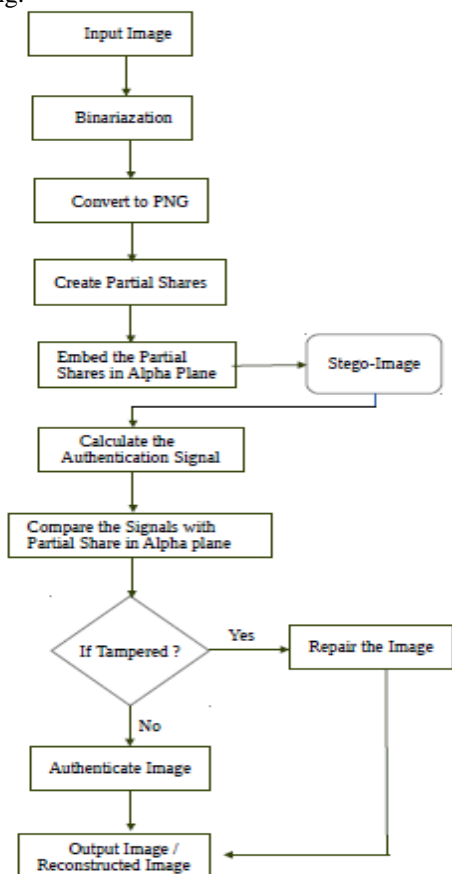 ng.
Input Image
Binariazation
Convert to PNG
Create Partial Shares
Embed the Partial
Shares in Alpha Plane
Stego-Image
Calculate the
Authentication Signal
Compare the Signals with
Partial Share in Alpha plane
If Tampered ?
Yes
Repair the Image
No
Authenticate Image
Output Image /
Reconstructed Image